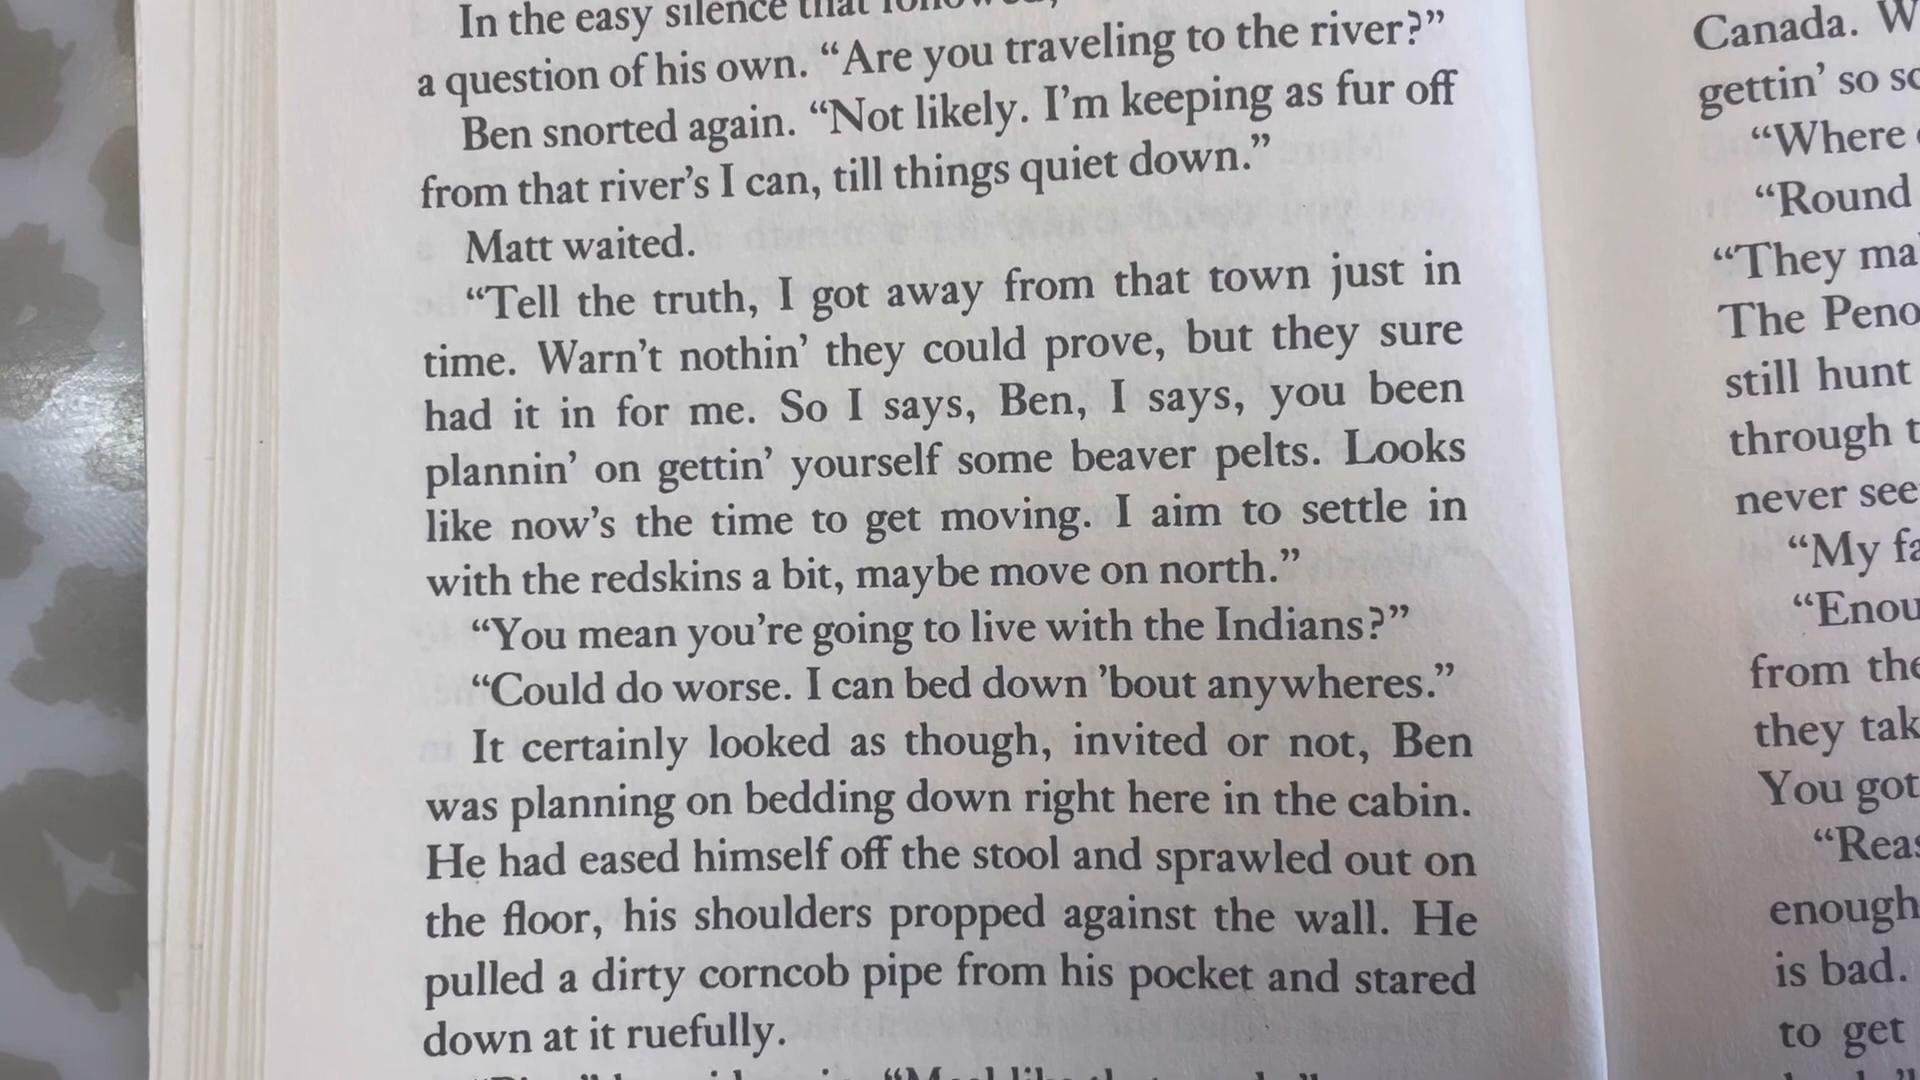 In the easy silence that followed,
a question of his own. “Are you traveling to the river?”
Ben snorted again. “Not likely. I’m keeping as fur off
from that river’s I can, till things quiet down.”
Matt waited.
“Tell the truth, I got away from that town just in
time. Warn’t nothin’ they could prove, but they sure
had it in for me. So I says, Ben, I says, you been
plannin’ on gettin’ yourself some beaver pelts. Looks
like now’s the time to get moving. I aim to settle in
with the redskins a bit, maybe move on north.”
“You mean you’re going to live with the Indians?”
“Could do worse. I can bed down ’bout anywheres.”
It certainly looked as though, invited or not, Ben
was planning on bedding down right here in the cabin.
He had eased himself off the stool and sprawled out on
the floor, his shoulders propped against the wall. He
pulled a dirty corncob pipe from his pocket and stared
down at it ruefully.
Canada.
gettin’ so
“Where
“Round
“They
The
still hunt
through
never
“My
“Enou
from the
they
You got
enough
is bad.
to get